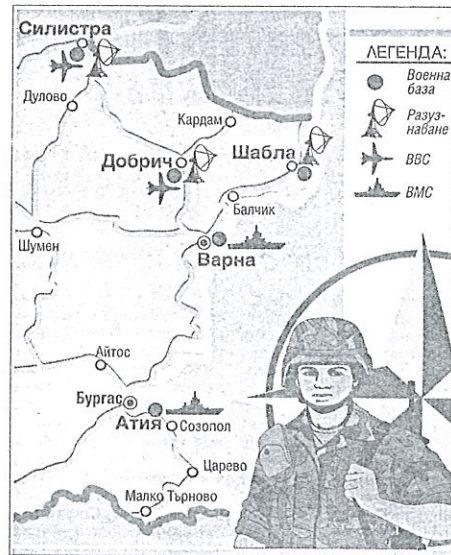 Силистра
Дулово
Кардам
Добрич
Шабла
Балчик
Шумен
Варна
Айтос
Бургас
Атия
Созопол
Царево
Малко Търново
ЛЕГЕНДА:
Военна
база
Разуз-
наване
ВВС
ВМС